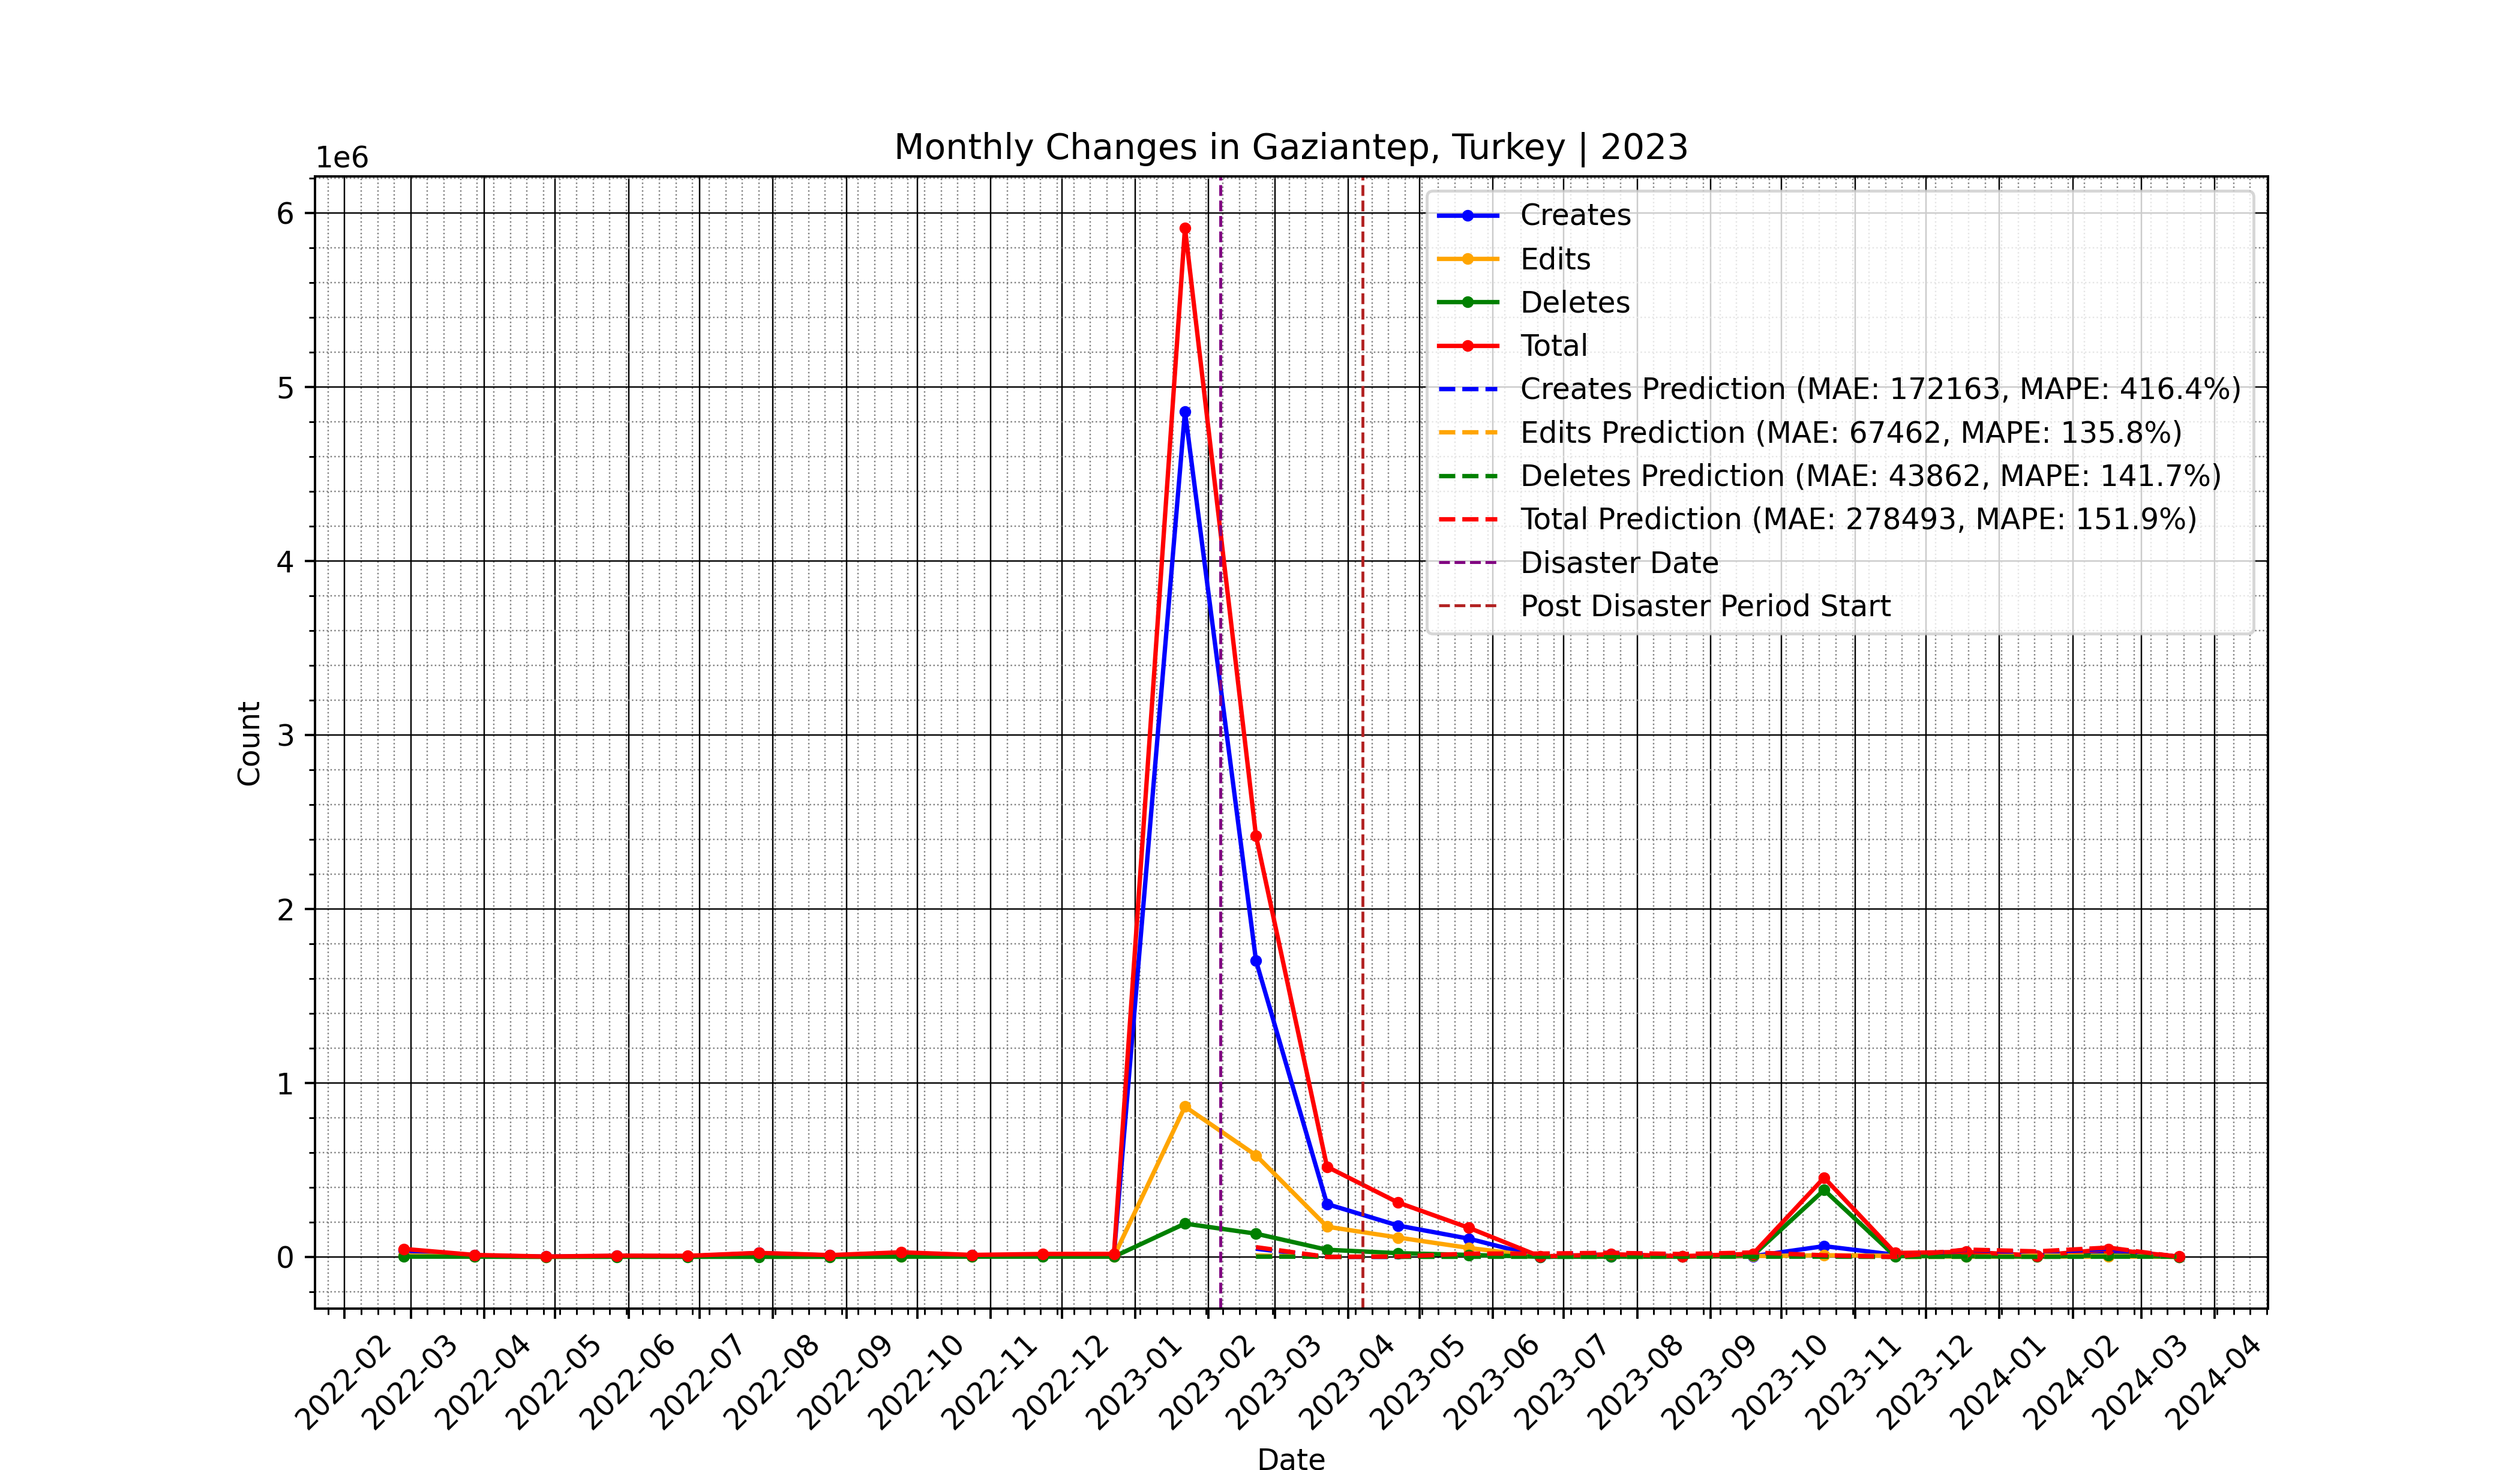 Monthly Changes in Gaziantep, Turkey | 2023
1e6
6
5
4
3
2
1
0
Count
Creates
Edits
Deletes
Total
Creates Prediction (MAE: 172163, MAPE: 416.4%)
Edits Prediction (MAE: 67462, MAPE: 135.8%)
Deletes Prediction (MAE: 43862, MAPE: 141.7%)
Total Prediction (MAE: 278493, MAPE: 151.9%)
Disaster Date
Post Disaster Period Start
2022-02
2022-03
2022-04
2022-05
2022-06
2022-07
2022-08
2022-09
2022-10
2022-11
2022-12
2023-01
2023-02
2023-03
2023-04
2023-05
2023-06
2023-07
2023-08
2023-09
2023-10
2023-11
2023-12
2024-01
2024-02
2024-03
2024-04
Date